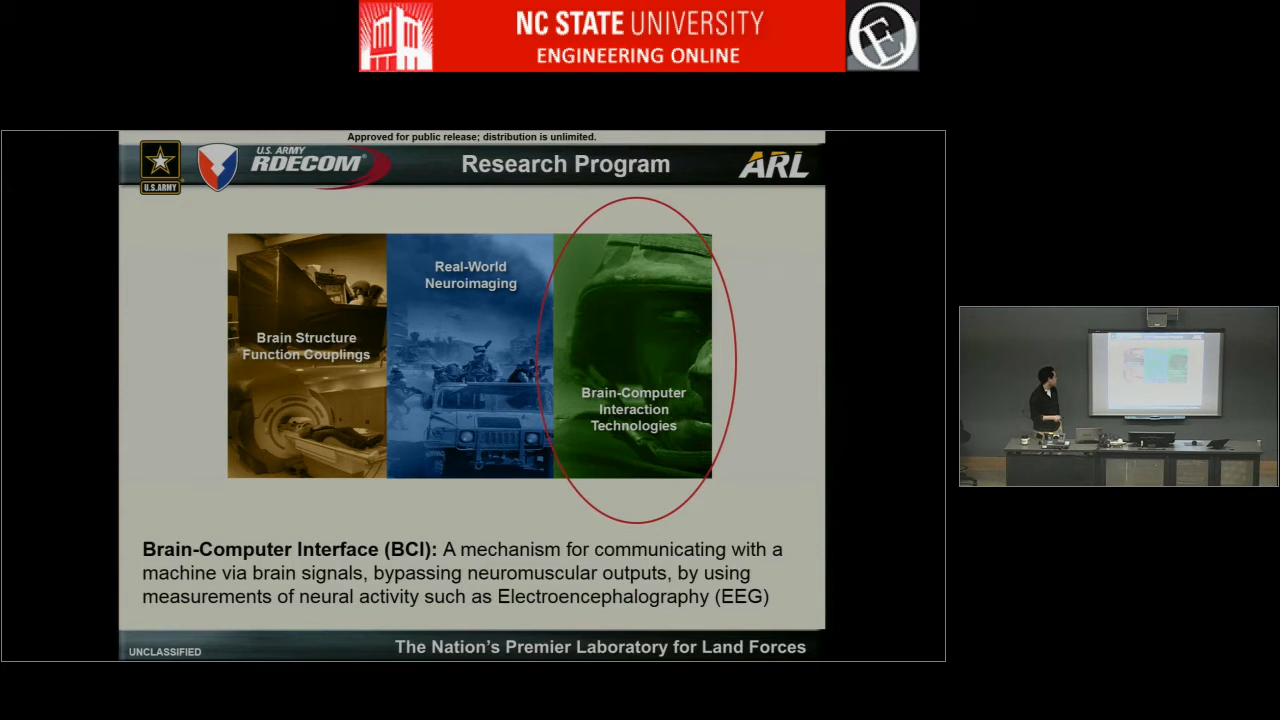 NC STATE UNIVERSITY
ENGINEERING ONLINE
E
Approved for public release; distribution is unlimited.
U.S. ARMY
U.S. ARMY
RDECOM®
Research Program
ARL
Real-World
Neuroimaging
Brain Structure
Function Couplings
Brain-Computer
Interaction
Technologies
Brain-Computer Interface (BCI): A mechanism for communicating with a
machine via brain signals, bypassing neuromuscular outputs, by using
measurements of neural activity such as Electroencephalography (EEG)
UNCLASSIFIED
The Nation's Premier Laboratory for Land Forces